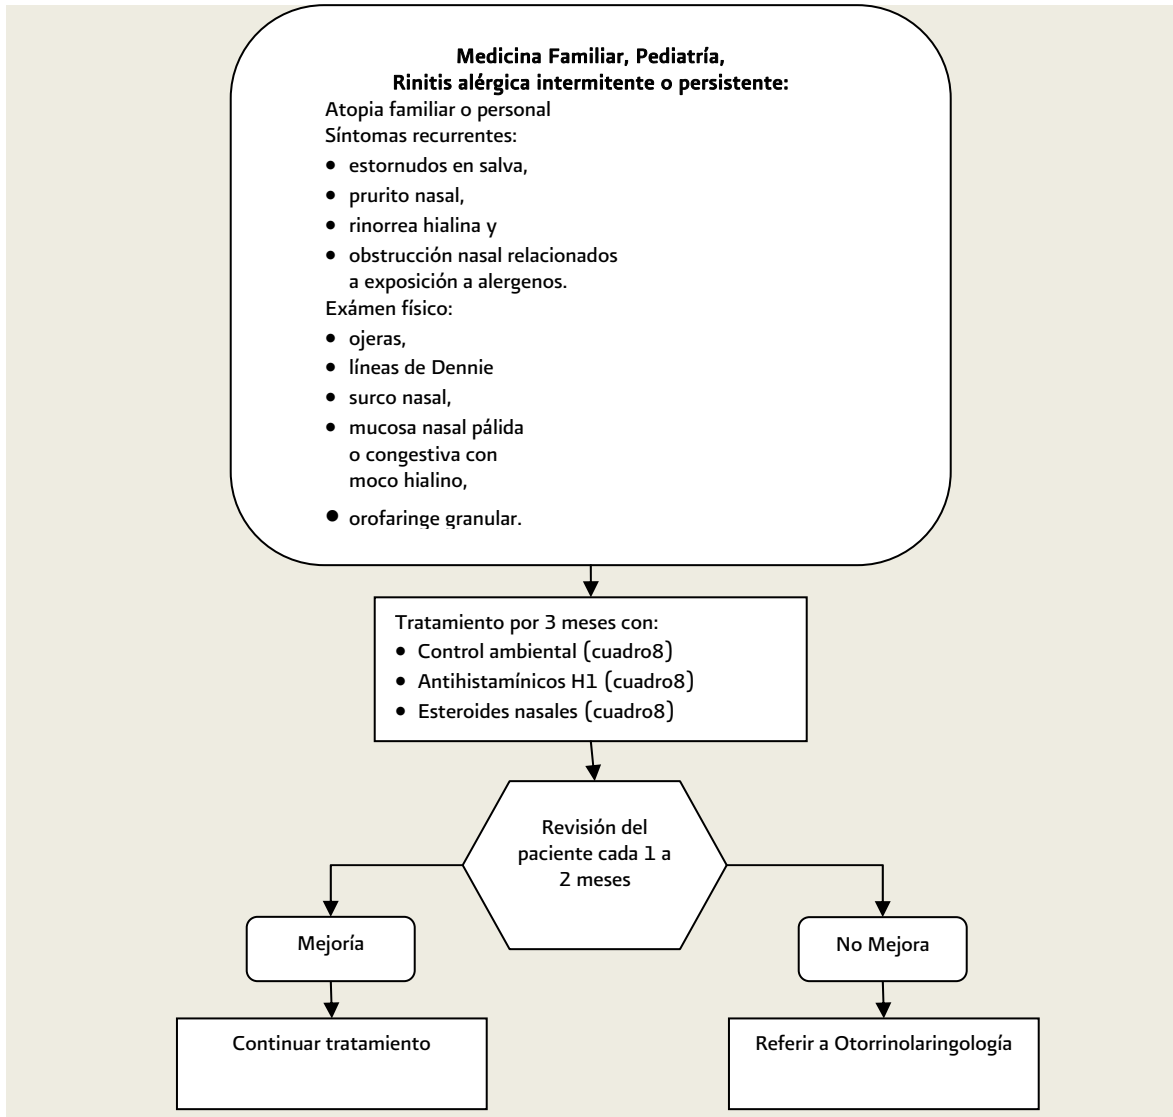 Medicina Familiar, Pediatría,
Rinitis alérgica intermitente o persistente:
Atopia familiar o personal
Síntomas recurrentes:
• estornudos en salva,
• prurito nasal,
• rinorrea hialina y
• obstrucción nasal relacionados
a exposición a alergenos.
Exámen físico:
• ojeras,
• líneas de Dennie
• surco nasal,
• mucosa nasal pálida
o congestiva con
moco hialino,
• orofaringe granular.
Tratamiento por 3 meses con:
• Control ambiental (cuadro8)
• Antihistamínicos H1 (cuadro8)
• Esteroides nasales (cuadro8)
Revisión del
paciente cada 1 a
2 meses
Mejoría
No Mejora
Continuar tratamiento
Referir a Otorrinolaringología